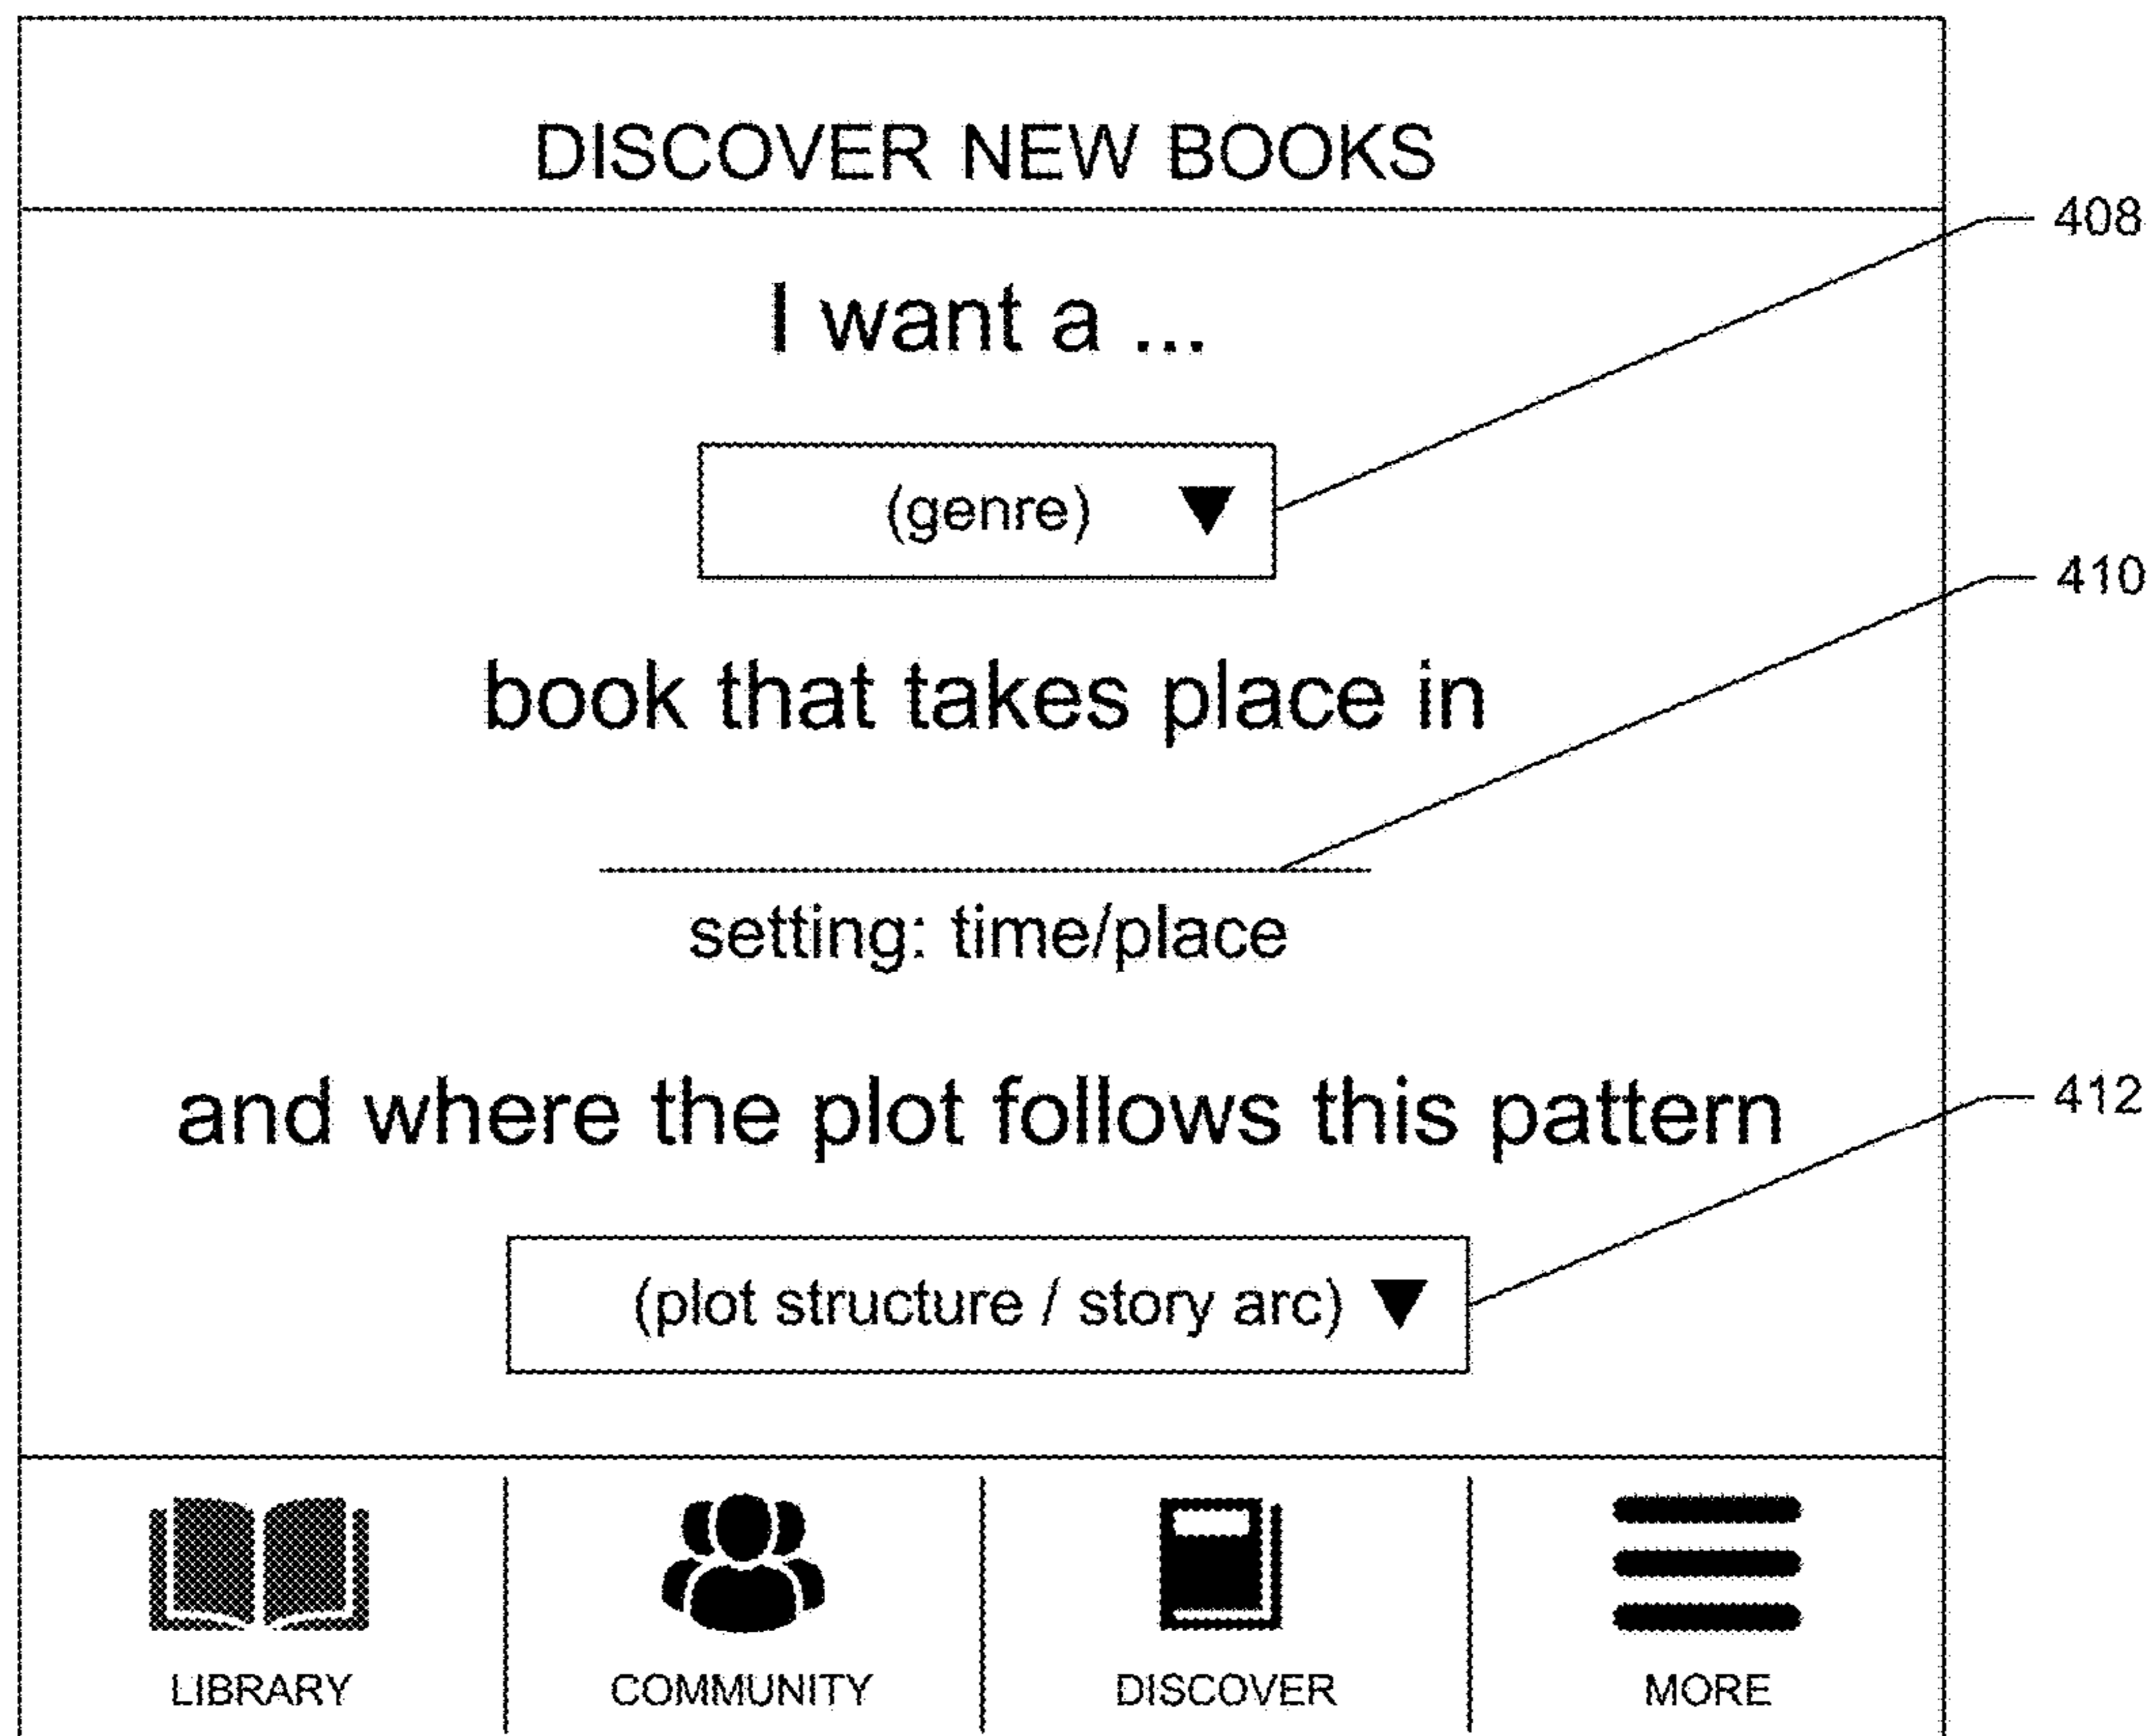 DISCOVER NEW BOOKS
408
I want a ...
(genre)
410
book that takes place in
setting: time/place
and where the plot follows this pattern
412
(plot structure / story arc)
LIBRARY
COMMUNITY
DISCOVER
MORE